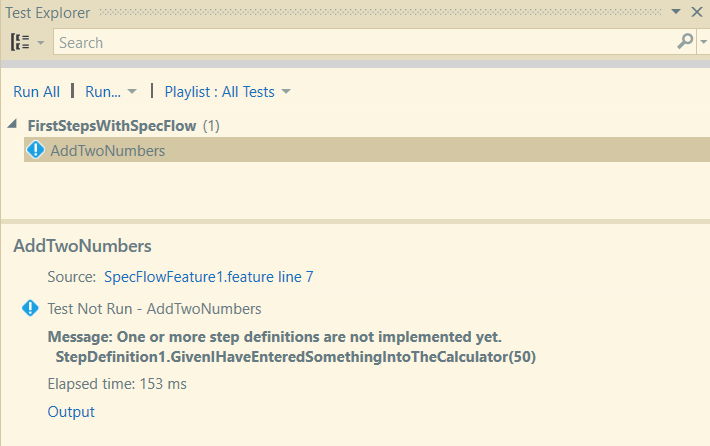 Test Explorer
Search
Run All | Run... | Playlist : All Tests
FirstStepsWithSpecFlow (1)
AddTwoNumbers
AddTwoNumbers
Source: SpecFlowFeature1.feature line 7
Test Not Run - AddTwoNumbers
Message: One or more step definitions are not implemented yet.
StepDefinition1.GivenIHaveEnteredSomethingIntoTheCalculator(50)
Elapsed time: 153 ms
Output